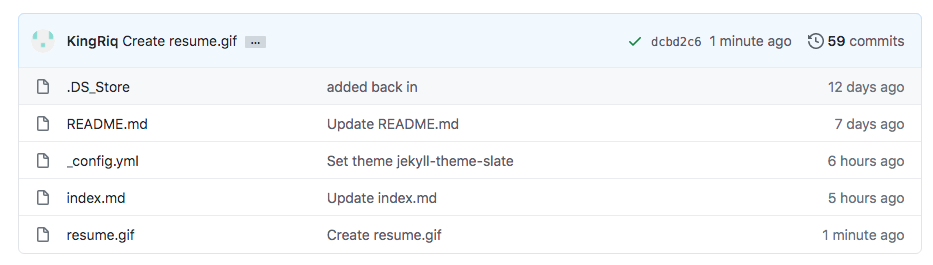 KingRiq Create resume.gif ... dcbd2c6 1 minute ago 59 commits
.DS_Store added back in 12 days ago
README.md Update README.md 7 days ago
_config.yml Set theme jekyll-theme-slate 6 hours ago
index.md Update index.md 5 hours ago
resume.gif Create resume.gif 1 minute ago